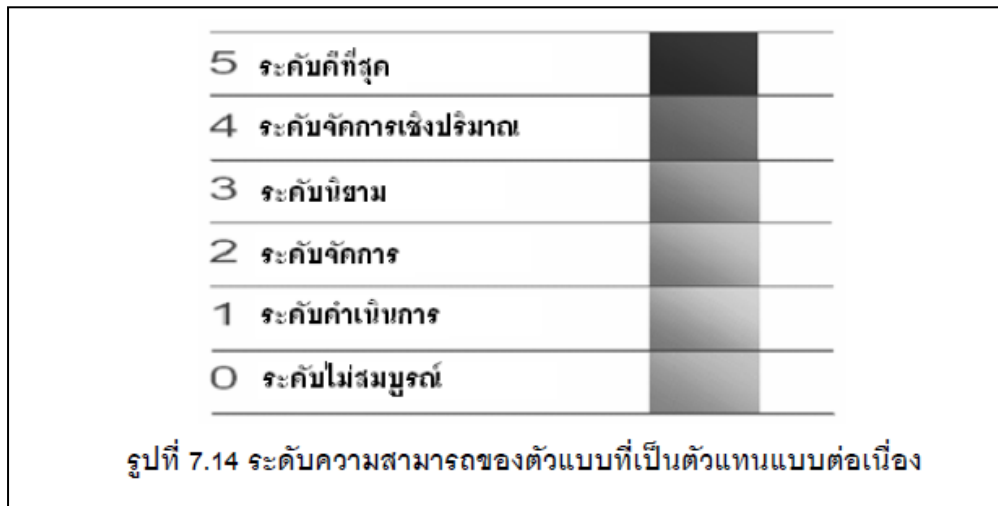 5 ระดับดีที่สุด
4 ระดับจัดการเชิงปริมาณ
3 ระดับนิยาม
2 ระดับจัดการ
1 ระดับดำเนินการ
0 ระดับไม่สมบูรณ์
รูปที่ 7.14 ระดับความสามารถของตัวแบบที่เป็นตัวแทนแบบต่อเนื่อง